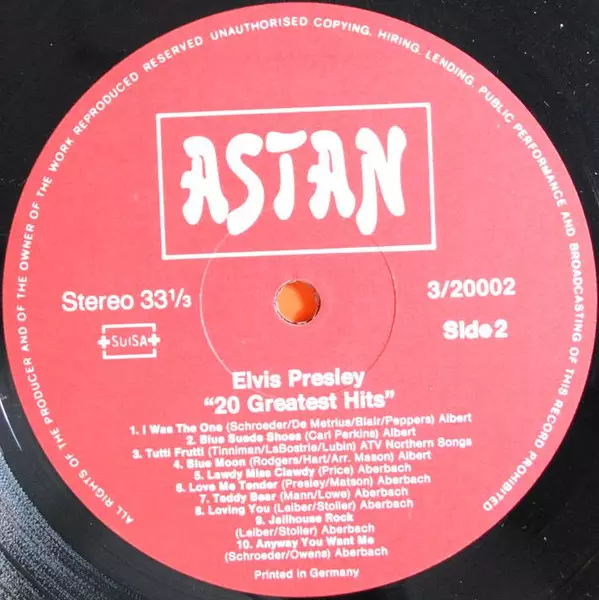 ALL RIGHTS OF THE PRODUCER AND OF THE OWNER OF THE WORK REPRODUCED RESERVED UNAUTHORISED COPYING. HIRING. LENDING. PUBLIC PERFORMANCE AND BROADCASTING OF THIS RECORD PROHIBITED
ASTAN
Stereo 33⅓
3/20002
SUISA
Side 2
Elvis Presley
"20 Greatest Hits"
1. I Was The One (Schroeder/De Metrius/Blair/Peppers) Albert
2. Blue Suede Shoes (Carl Perkins) Albert
3. Tutti Frutti (Tinniman/LaBostrie/Lubin) ATV Northern Songs
4. Blue Moon (Rodgers/Hart/Arr. Mason) Albert
5. Lawdy Miss Clawdy (Price) Aberbach
6. Love Me Tender (Presley/Matson) Aberbach
7. Teddy Bear (Mann/Lowe) Aberbach
8. Loving You (Leiber/Stoller) Aberbach
9. Jailhouse Rock
(Leiber/Stoller) Aberbach
10. Anyway You Want Me
(Schroeder/Owens) Aberbach
Printed in Germany